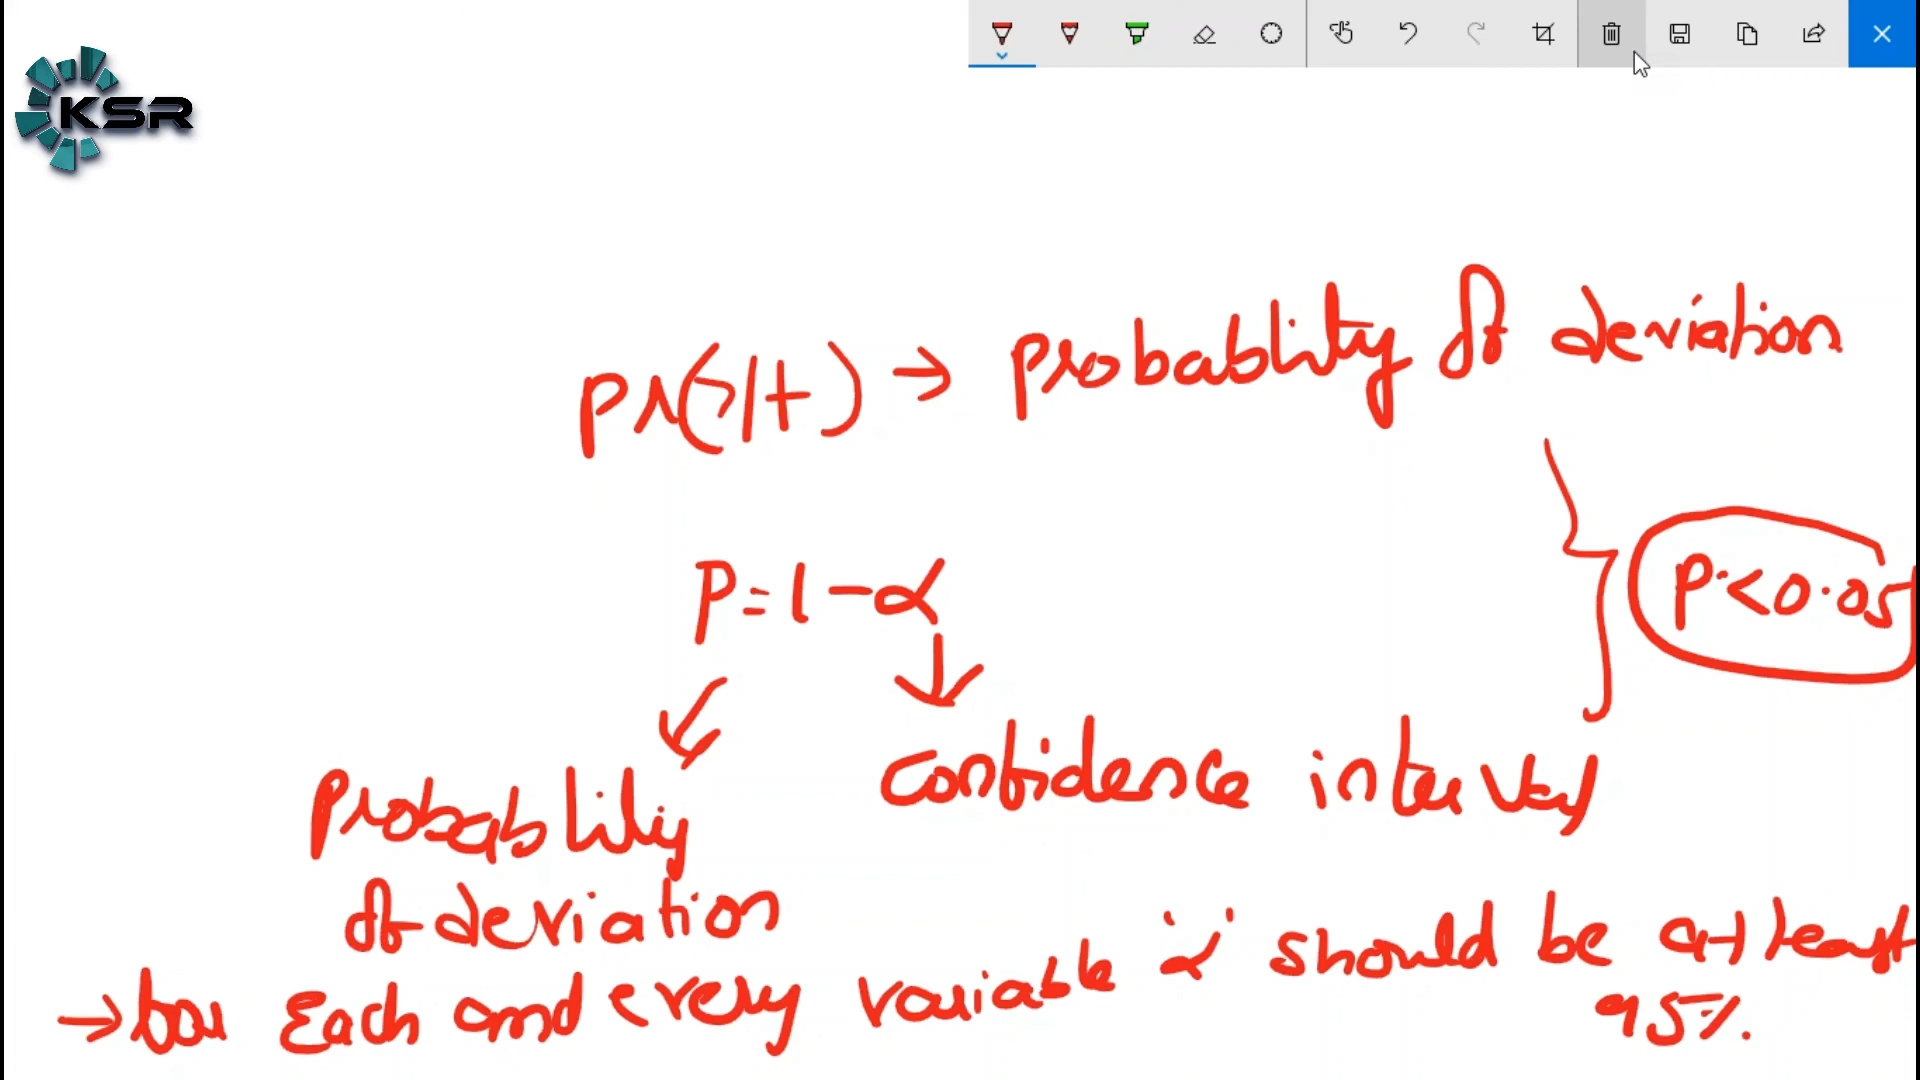 KSR
Pr(>|t) → Probablity of deviation
P = 1 - α
P < 0.05
Probablity
of deviation
confidence interval
→ for Each and every variable 'α' should be at least
95%.